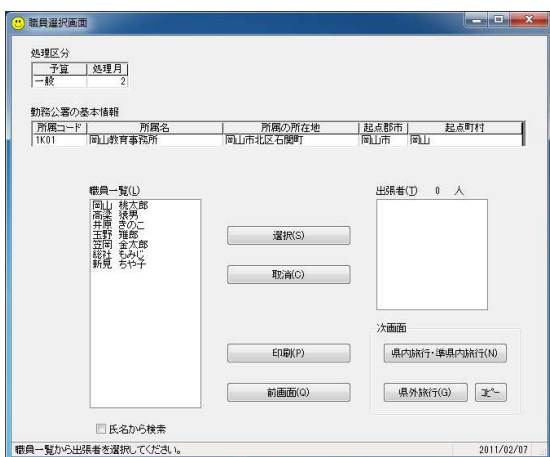 職員選択画面
処理区分
予算 処理月
一般 2
勤務公署の基本情報
所属コード 所属名 所属の所在地 起点郡市 起点町村
1K01 岡山教育事務所 岡山市北区石関町 岡山市 岡山
職員一覧(L)
岡山 桃太郎
高梁 猿男
井原 きのこ
玉野 雅郎
笠岡 金太郎
総社 もみじ
新見 ちや子
選択(S)
取消(C)
印刷(P)
前画面(Q)
出張者(T) 0 人
次画面
県内旅行・準県内旅行(N)
県外旅行(G) コピー
氏名から検索
職員一覧から出張者を選択してください。 2011/02/07